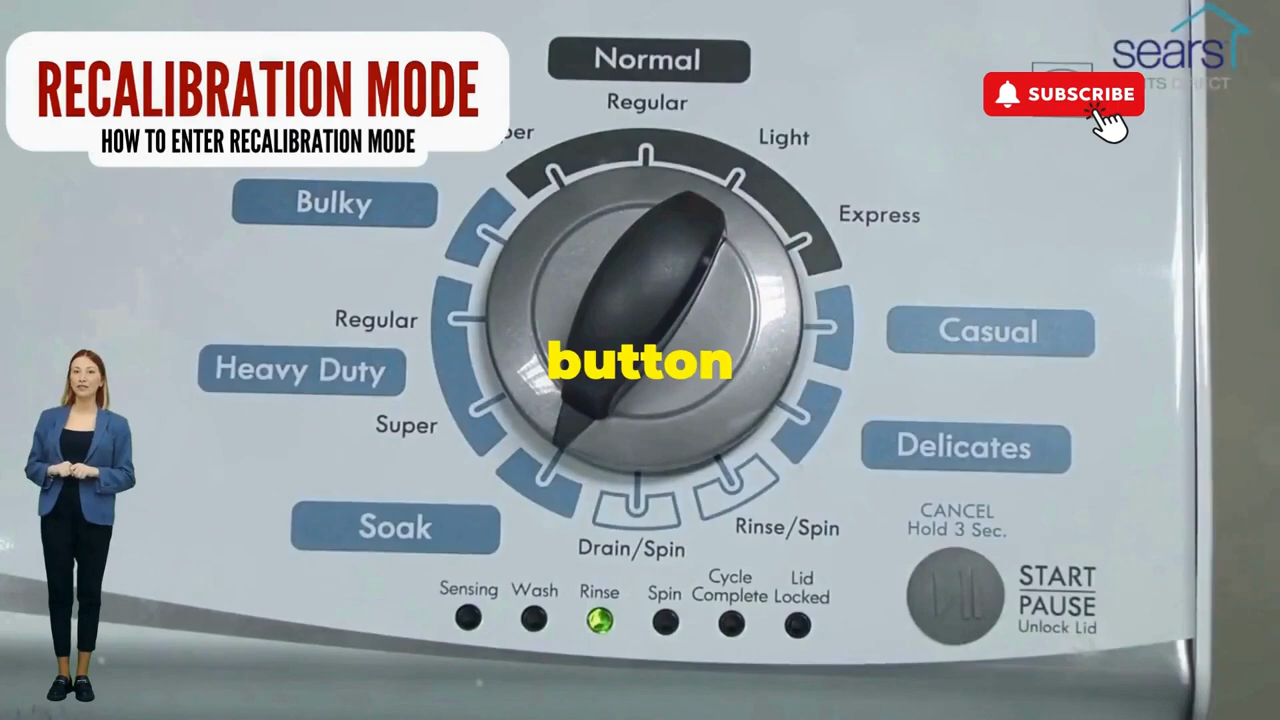 sears
RECALIBRATION MODE
HOW TO ENTER RECALIBRATION MODE
Normal
SUBSCRIBE
DIRECT
Regular
Light
Bulky
Express
Regular
Casual
Heavy Duty
button
Super
Delicates
Soak
CANCEL
Hold 3 Sec.
Rinse/Spin
Drain/Spin
Sensing
Wash
Rinse
Spin
Cycle
Complete
Lid
Locked
START
PAUSE
Unlock Lid